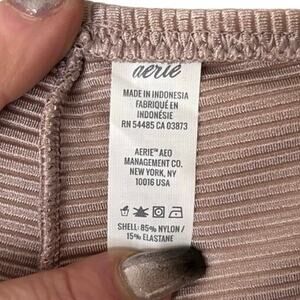 aerie
MADE IN INDONESIA
FABRIQUÉ EN
INDONÉSIE
RN 54485 CA 03873
AERIE™ AEO
MANAGEMENT CO.
NEW YORK, NY
10016 USA
SHELL: 85% NYLON /
15% ELASTANE